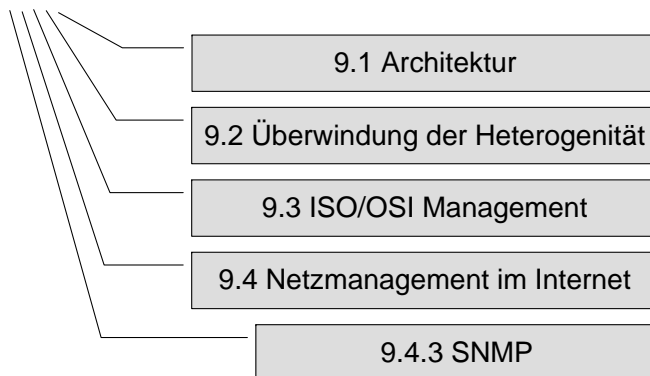 9.1 Architektur
9.2 Überwindung der Heterogenität
9.3 ISO/OSI Management
9.4 Netzmanagement im Internet
9.4.3 SNMP